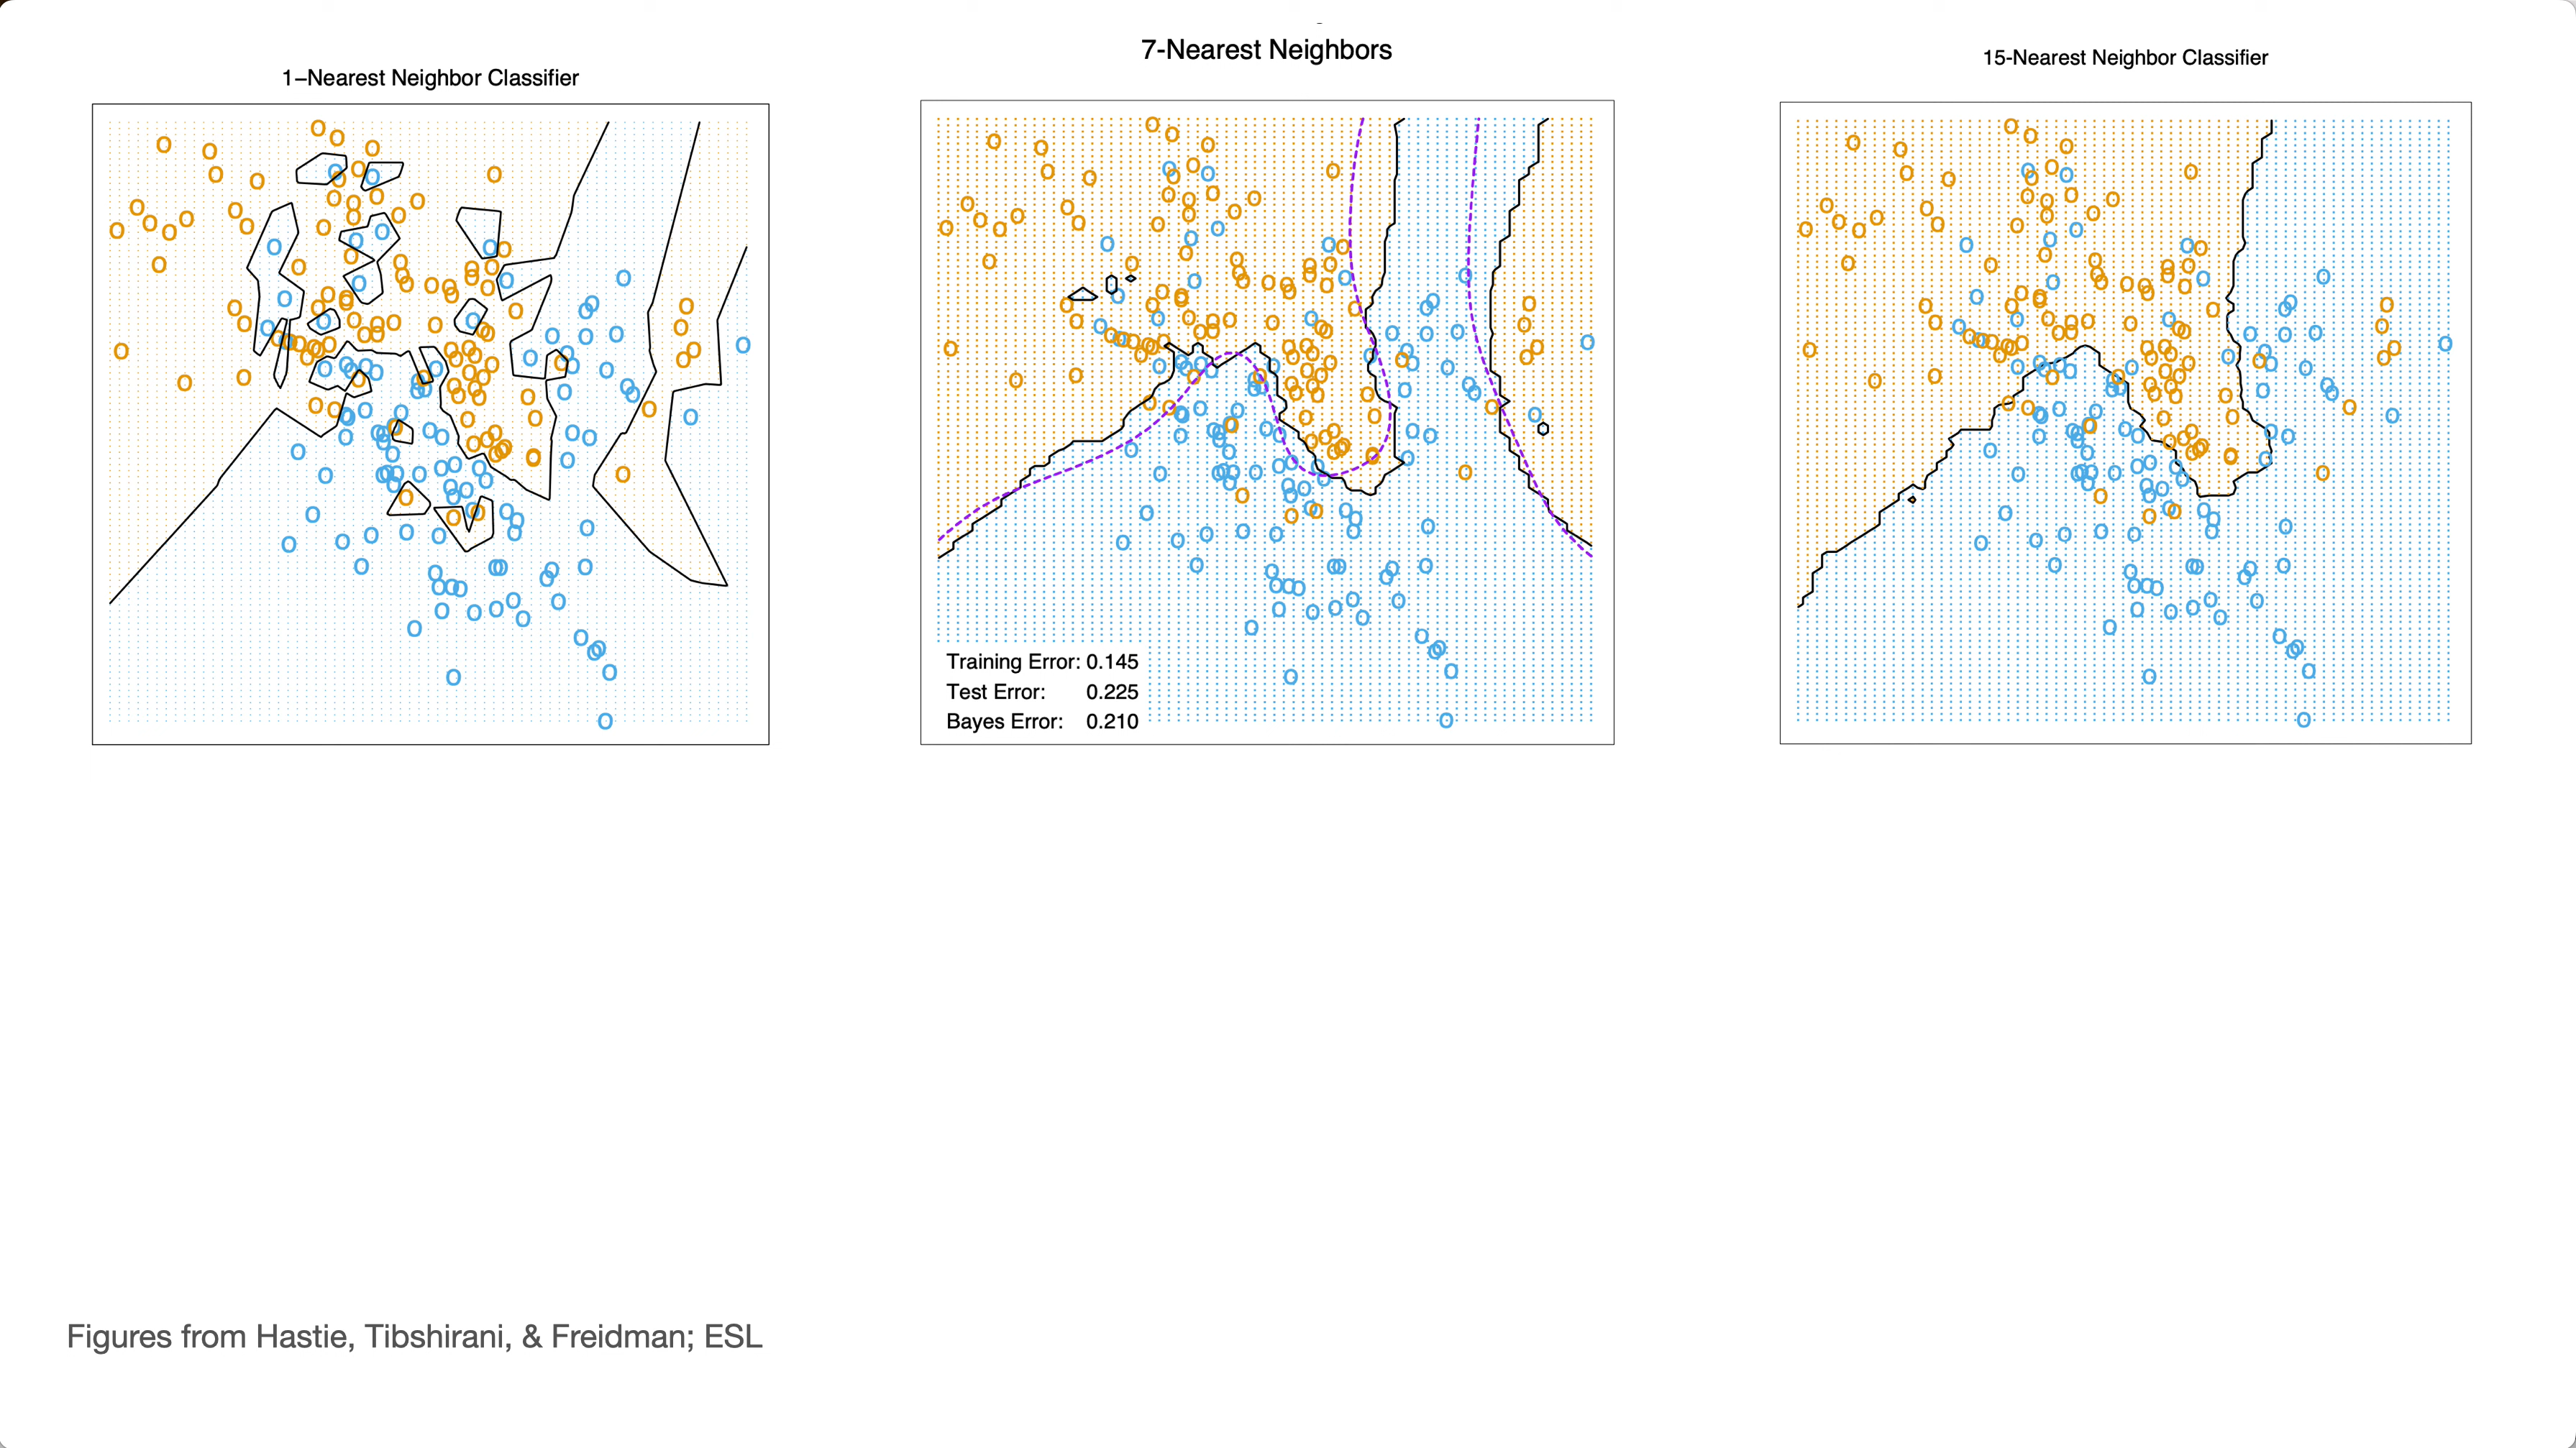 1–Nearest Neighbor Classifier
7-Nearest Neighbors
15-Nearest Neighbor Classifier
Training Error: 0.145
Test Error: 0.225
Bayes Error: 0.210
Figures from Hastie, Tibshirani, & Freidman; ESL